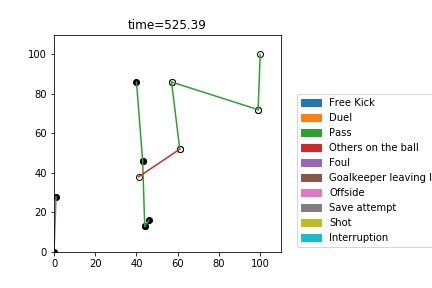 time=525.39
100
80
60
40
20
0
0 20 40 60 80 100
Free Kick
Duel
Pass
Others on the ball
Foul
Goalkeeper leaving l
Offside
Save attempt
Shot
Interruption